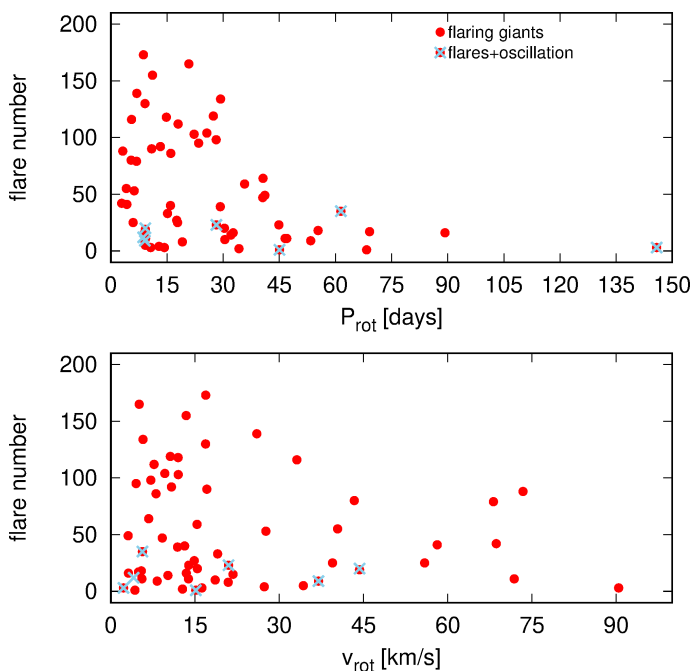 200
150
100
50
0
flare number
flaring giants
flares+oscillation
0 15 30 45 60 75 90 105 120 135 150
P_rot [days]
200
150
100
50
0
flare number
0 15 30 45 60 75 90
v_rot [km/s]